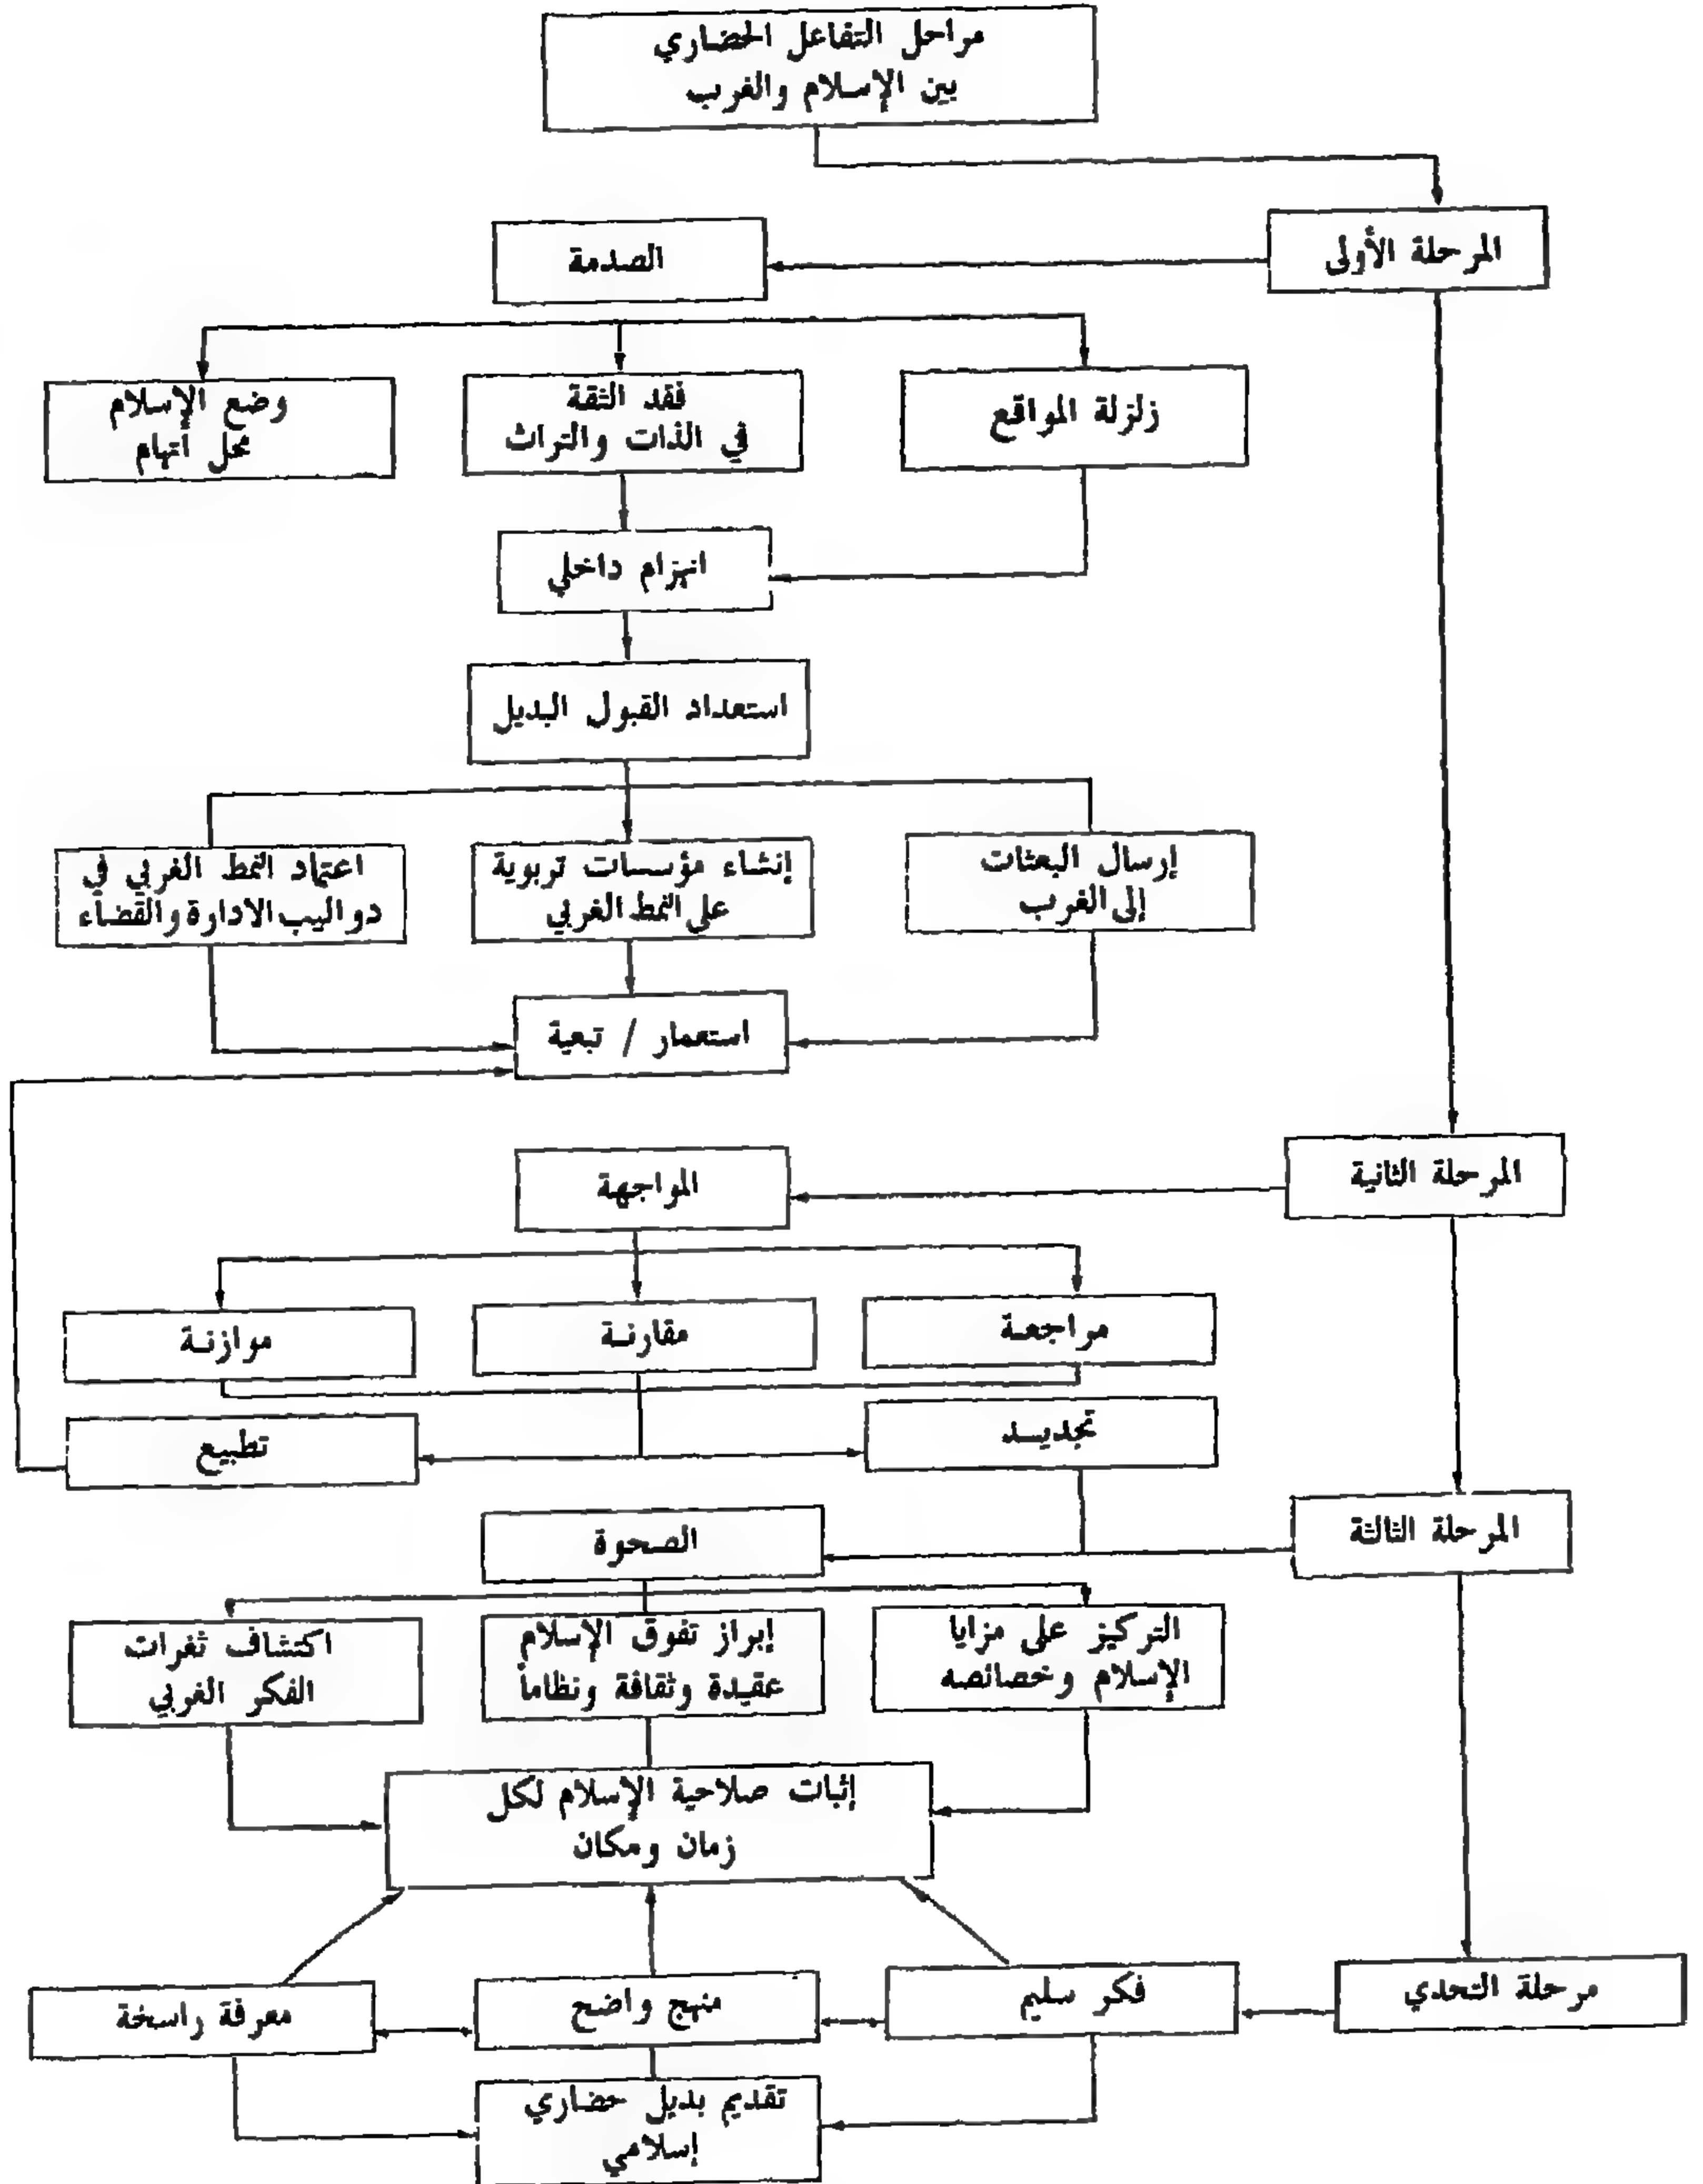 مراحل التفاعل الحضاري
بين الإسلام والغرب
المرحلة الأولى
الصدمة
زلزلة المواقع
فقد الثقة
في الذات والتراث
وضع الإسلام
محل اتهام
انهزام داخلي
استعداد القبول البديل
إرسال البعثات
إلى الغرب
إنشاء مؤسسات تربوية
على النمط الغربي
اعتماد النمط الغربي في
دواليب الادارة والقضاء
استعمار / تبعية
المرحلة الثانية
المواجهة
مراجعة
مقارنة
موازنة
تجديد
تطبيع
المرحلة الثالثة
الصحوة
التركيز على مزايا
الإسلام وخصائصه
إبراز تفوق الإسلام
عقيدة وثقافة ونظاماً
اكتشاف ثغرات
الفكر الغربي
إثبات صلاحية الإسلام لكل
زمان ومكان
مرحلة التحدي
فكر سليم
منهج واضح
معرفة راسخة
تقديم بديل حضاري
إسلامي